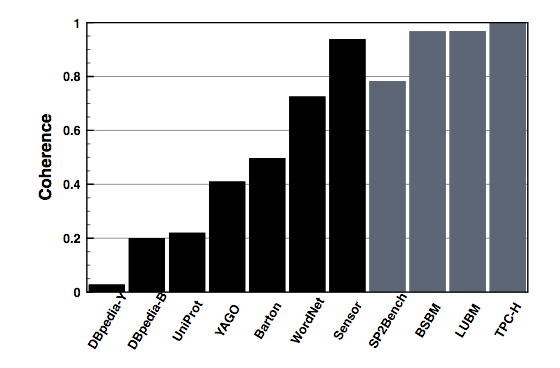 Coherence
1
0.8
0.6
0.4
0.2
0
DBpedia-Y
DBpedia-B
UniProt
YAGO
Barton
WordNet
Sensor
SP2Bench
BSBM
LUBM
TPC-H